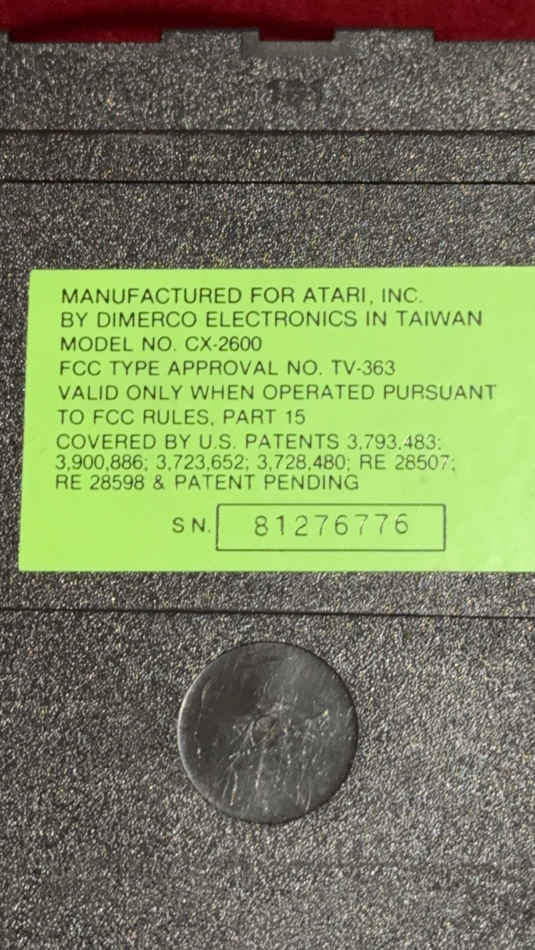 MANUFACTURED FOR ATARI, INC.
BY DIMERCO ELECTRONICS IN TAIWAN
MODEL NO. CX-2600
FCC TYPE APPROVAL NO. TV-363
VALID ONLY WHEN OPERATED PURSUANT
TO FCC RULES, PART 15
COVERED BY U.S. PATENTS 3,793,483;
3,900,886; 3,723,652; 3,728,480; RE 28507;
RE 28598 & PATENT PENDING
S N. 81276776